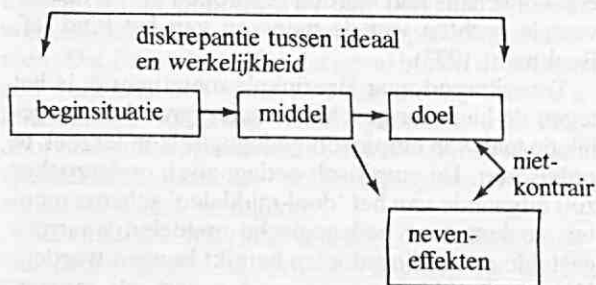 diskrepantie tussen ideaal
en werkelijkheid
beginsituatie
middel
doel
niet-
kontrair
neven-
effekten